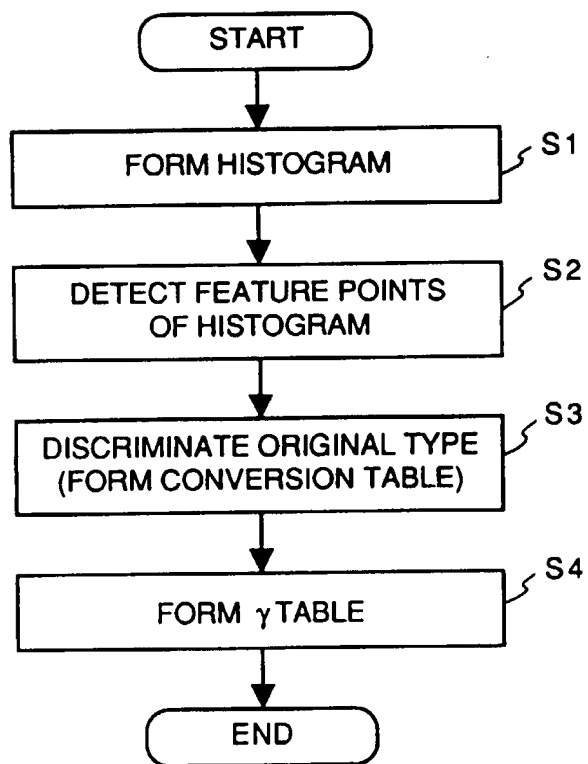 START
FORM HISTOGRAM
S1
DETECT FEATURE POINTS
OF HISTOGRAM
S2
DISCRIMINATE ORIGINAL TYPE
(FORM CONVERSION TABLE)
S3
FORM γ TABLE
S4
END